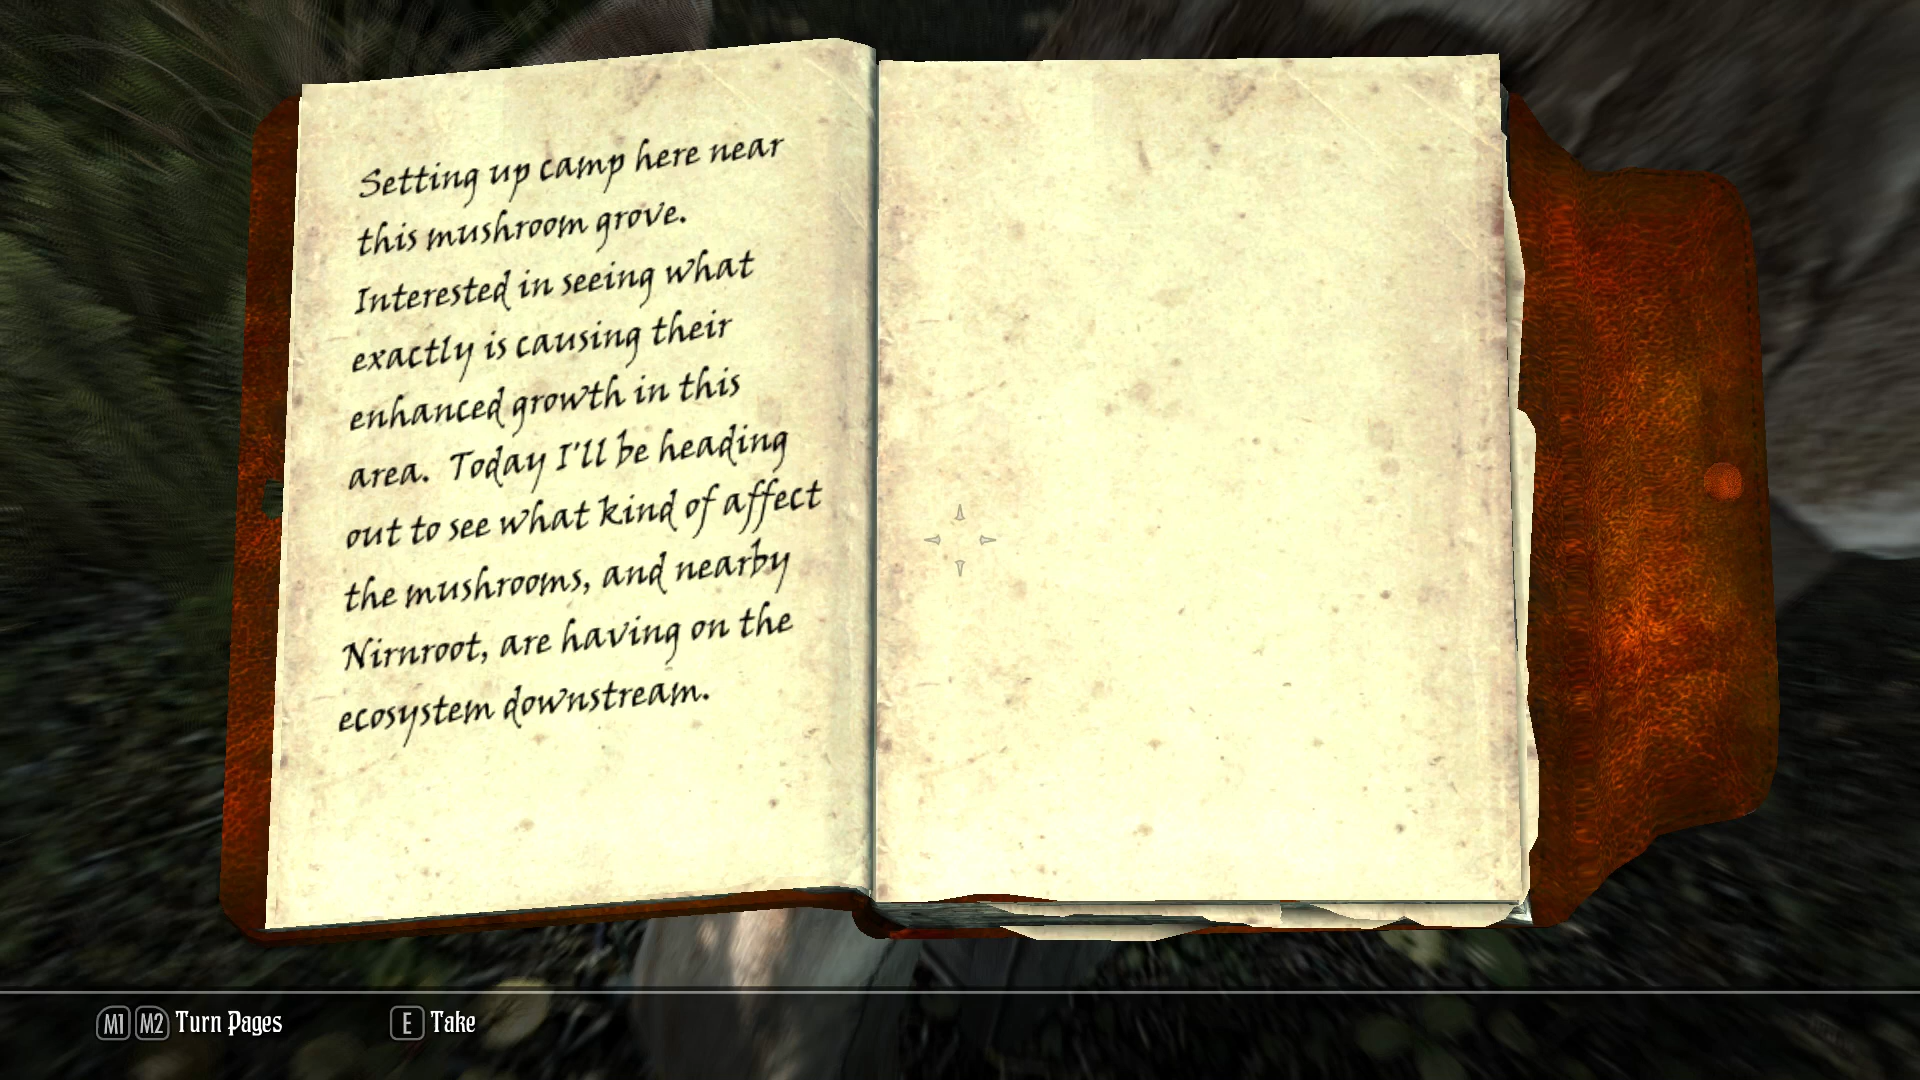 Setting up camp here near
this mushroom grove.
Interested in seeing what
exactly is causing their
enhanced growth in this
area. Today I'll be heading
out to see what kind of affect
the mushrooms, and nearby
Nirnroot, are having on the
ecosystem downstream.
M1 M2 Turn Pages
E Take